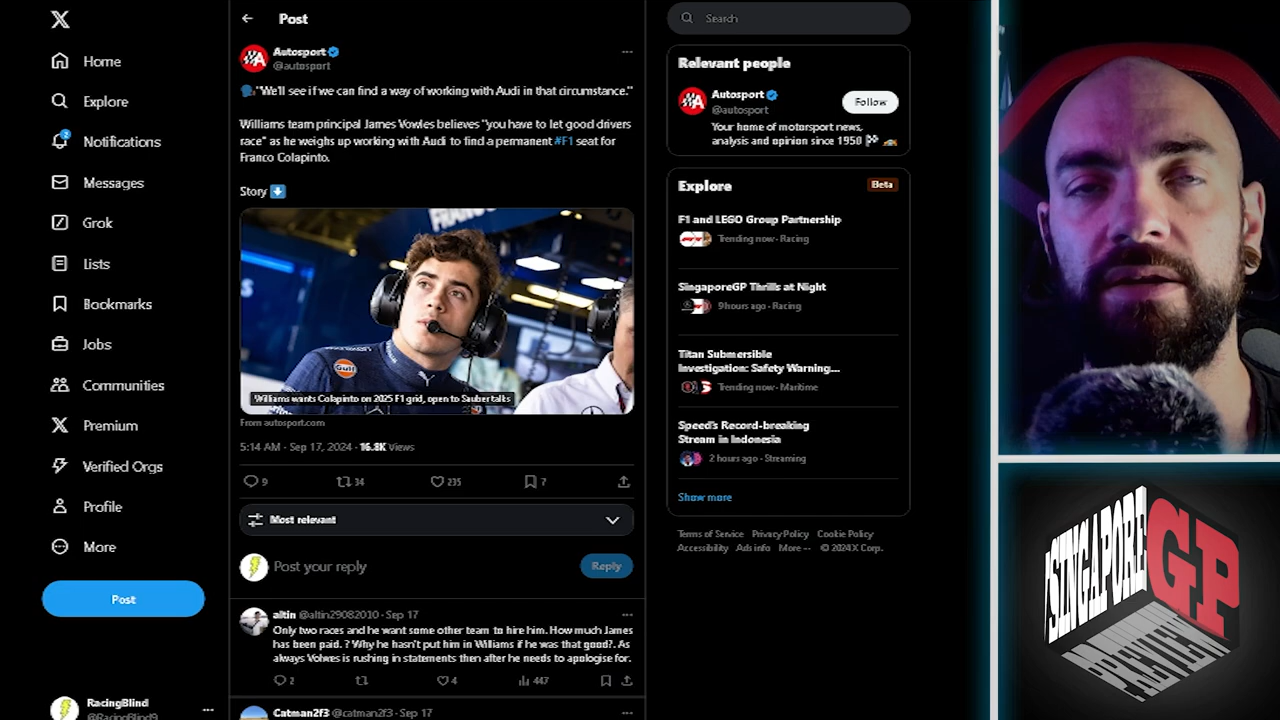 Home
Explore
2
Notifications
Messages
Grok
Lists
Bookmarks
Jobs
Communities
Premium
Verified Orgs
Profile
More
Post
RacingBlind
@RacingBlind9
Post
Autosport
@autosport
"We'll see if we can find a way of working with Audi in that circumstance."
Williams team principal James Vowles believes "you have to let good drivers
race" as he weighs up working with Audi to find a permanent #F1 seat for
Franco Colapinto.
Story
Gulf
Williams wants Colapinto on 2025 F1 grid, open to Sauber talks
From autosport.com
5:14 AM · Sep 17, 2024 · 16.8K Views
9 34 235 7
Most relevant
Post your reply
Reply
altin @altin29082010 · Sep 17
Only two races and he want some other team to hire him. How much James
has been paid. ? Why he hasn't put him in Williams if he was that good?. As
always Volwes is rushing in statements then after he needs to apologise for.
2 4 447
Catman2f3 @catman2f3 · Sep 17
Search
Relevant people
Autosport
@autosport
Follow
Your home of motorsport news,
analysis and opinion since 1950
Explore
Beta
F1 and LEGO Group Partnership
Trending now · Racing
SingaporeGP Thrills at Night
9 hours ago · Racing
Titan Submersible
Investigation: Safety Warning...
Trending now · Maritime
Speed's Record-breaking
Stream in Indonesia
2 hours ago · Streaming
Show more
Terms of Service Privacy Policy Cookie Policy
Accessibility Ads info More ··· © 2024 X Corp.
SINGAPORE
GP
PREVIEW